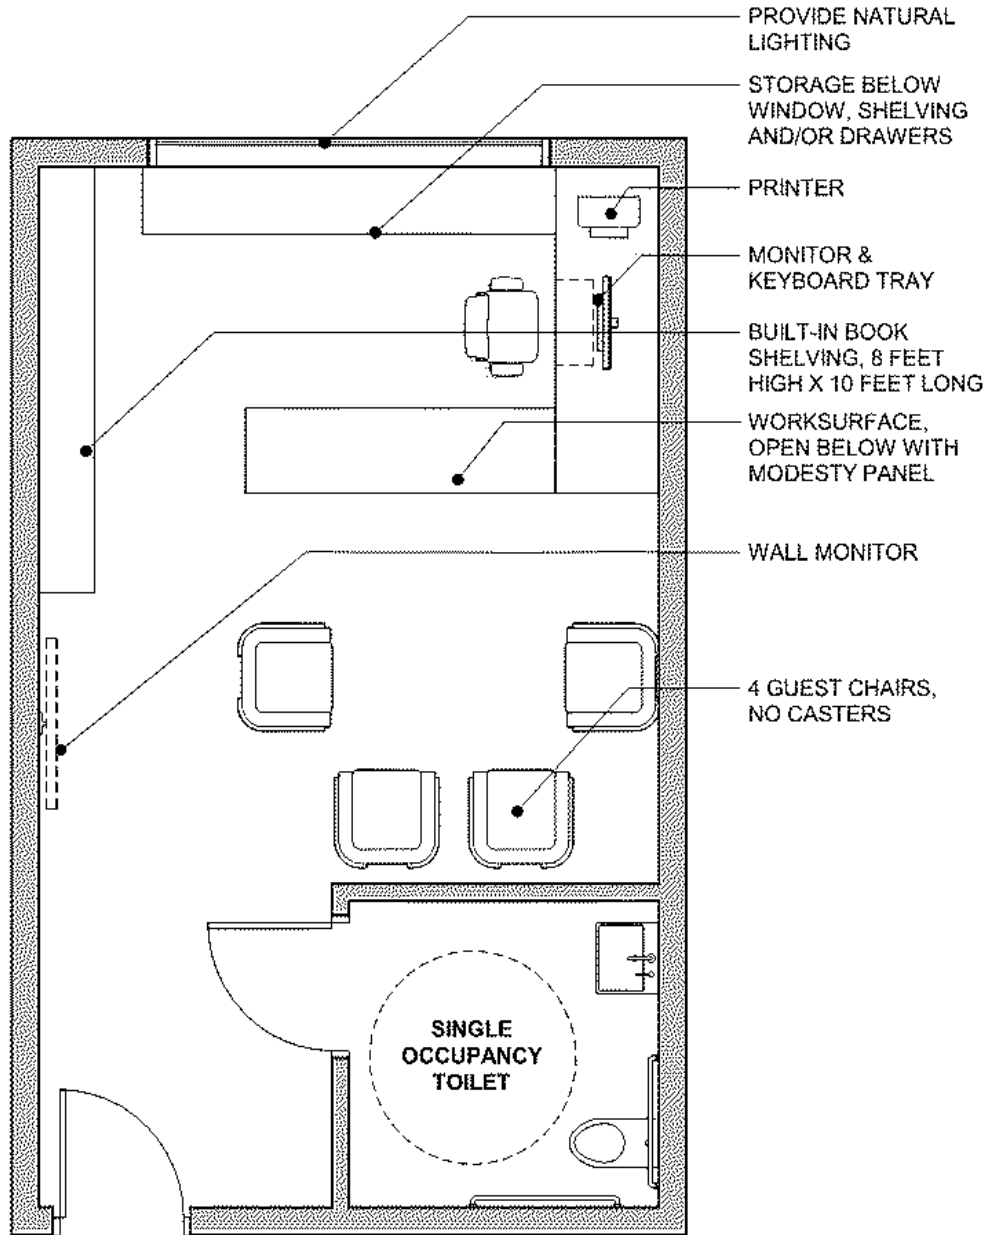 PROVIDE NATURAL
LIGHTING
STORAGE BELOW
WINDOW, SHELVING
AND/OR DRAWERS
PRINTER
MONITOR &
KEYBOARD TRAY
BUILT-IN BOOK
SHELVING, 8 FEET
HIGH X 10 FEET LONG
WORKSURFACE,
OPEN BELOW WITH
MODESTY PANEL
WALL MONITOR
4 GUEST CHAIRS,
NO CASTERS
SINGLE
OCCUPANCY
TOILET